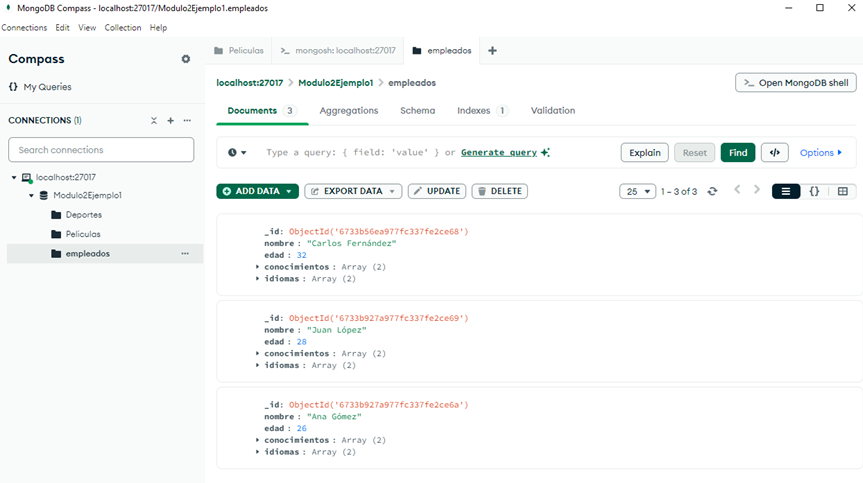 MongoDB Compass - localhost:27017/Modulo2Ejemplo1.empleados
Connections Edit View Collection Help
Compass
{} My Queries
CONNECTIONS (1)
Search connections
localhost:27017
Modulo2Ejemplo1
Deportes
Peliculas
empleados
Peliculas >_ mongosh: localhost:27017 empleados +
localhost:27017 > Modulo2Ejemplo1 > empleados
>_ Open MongoDB shell
Documents 3 Aggregations Schema Indexes 1 Validation
Type a query: { field: 'value' } or Generate query
Explain Reset Find </> Options
ADD DATA EXPORT DATA UPDATE DELETE
25 1 – 3 of 3 {}
_id: ObjectId('6733b56ea977fc337fe2ce68')
nombre : "Carlos Fernández"
edad : 32
conocimientos : Array (2)
idiomas : Array (2)
_id: ObjectId('6733b927a977fc337fe2ce69')
nombre : "Juan López"
edad : 28
conocimientos : Array (2)
idiomas : Array (2)
_id: ObjectId('6733b927a977fc337fe2ce6a')
nombre : "Ana Gómez"
edad : 26
conocimientos : Array (2)
idiomas : Array (2)